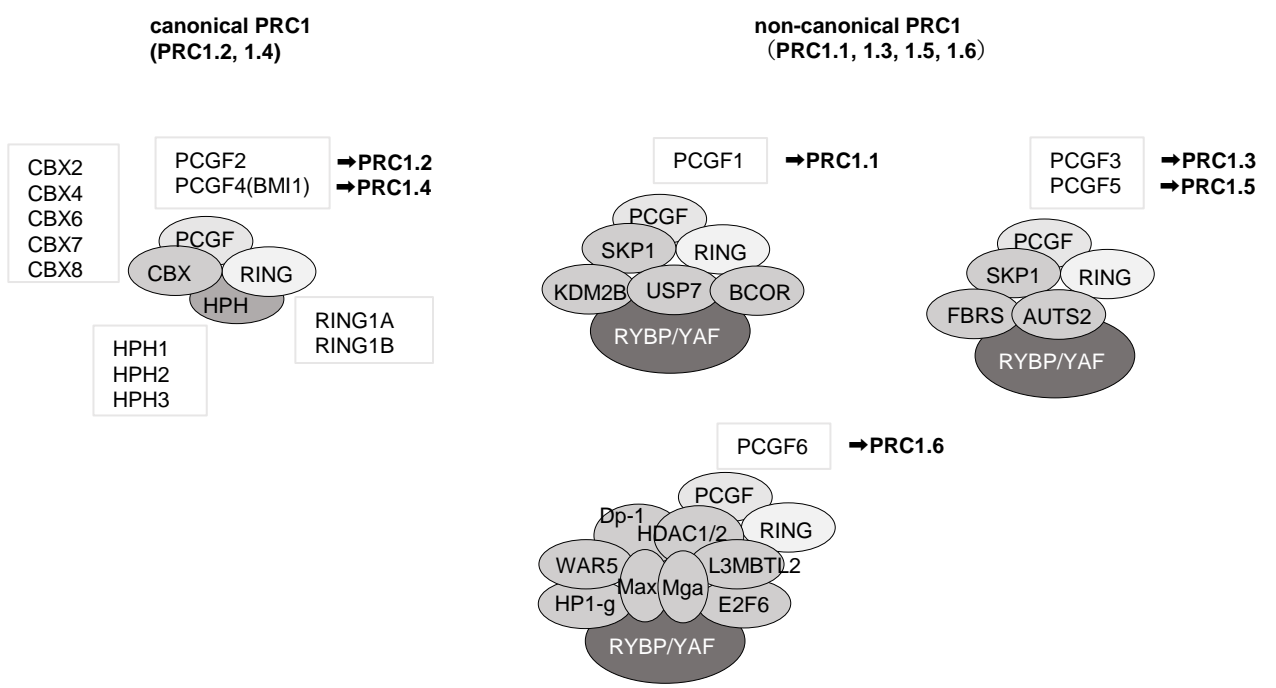 canonical PRC1
(PRC1.2, 1.4)
non-canonical PRC1
（PRC1.1, 1.3, 1.5, 1.6）
CBX2
CBX4
CBX6
CBX7
CBX8
PCGF2 ➡PRC1.2
PCGF4(BMI1) ➡PRC1.4
PCGF
CBX
RING
HPH
RING1A
RING1B
HPH1
HPH2
HPH3
PCGF1 ➡PRC1.1
PCGF
SKP1
RING
KDM2B
USP7
BCOR
RYBP/YAF
PCGF3 ➡PRC1.3
PCGF5 ➡PRC1.5
PCGF
SKP1
RING
FBRS
AUTS2
RYBP/YAF
PCGF6 ➡PRC1.6
PCGF
Dp-1
HDAC1/2
RING
WAR5
L3MBTL2
Max
Mga
HP1-g
E2F6
RYBP/YAF